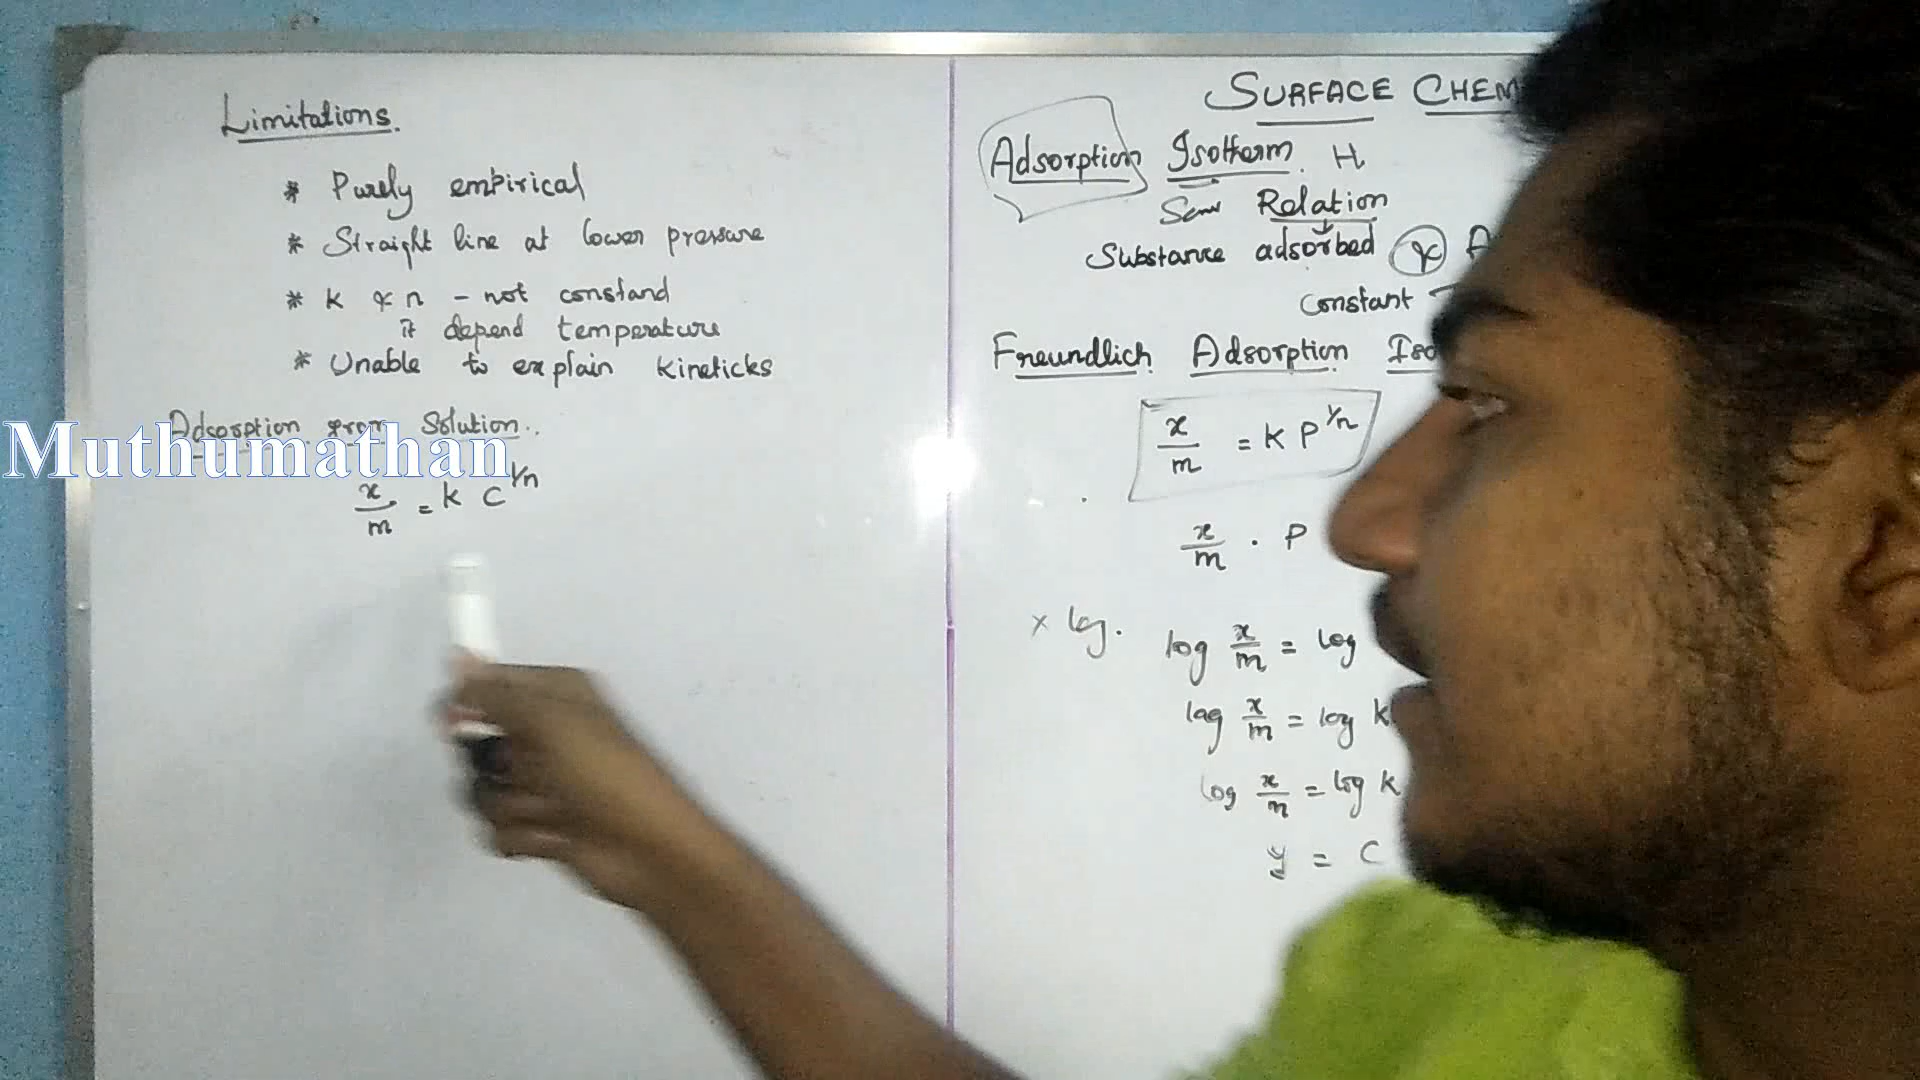 Limitations.
* Purely empirical
* Straight line at lower pressure
* k & n - not constand
it depend temperature
* Unable to explain kineticks
Adsorption from Solution..
x/m = k C^1/n
Muthumathan
SURFACE CHEM
Adsorption Isotherm. H
Relation
Substance adsorbed & A
constant T
Freundlich Adsorption Iso
x/m = K P^1/n
x/m . P
x log.
log x/m = log
log x/m = log k
log x/m = log k
y = C